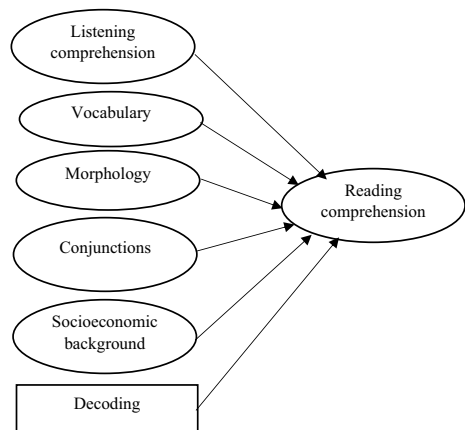 Listening
comprehension
Vocabulary
Morphology
Reading
comprehension
Conjunctions
Socioeconomic
background
Decoding